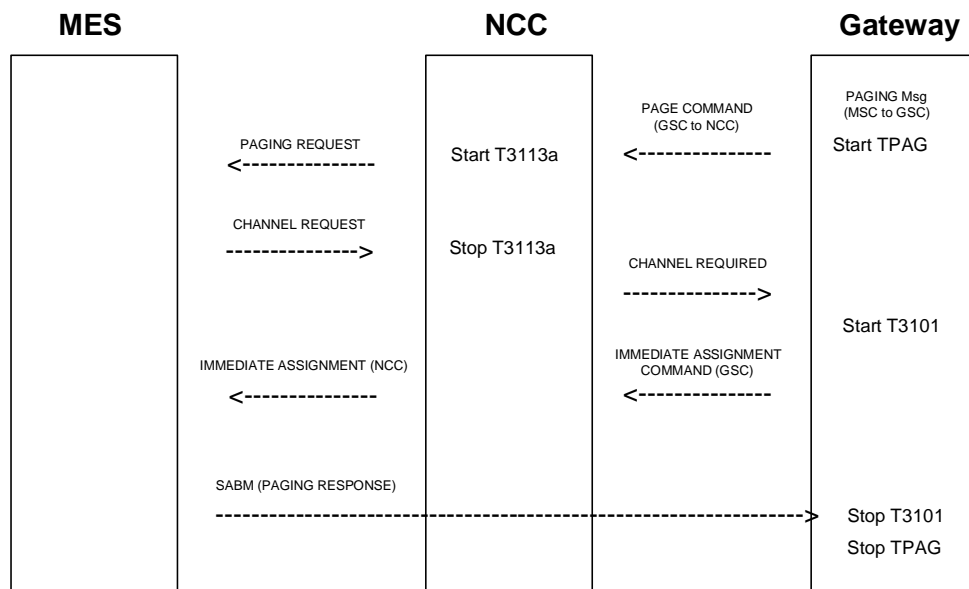 MES
NCC
Gateway
PAGING Msg
(MSC to GSC)
PAGE COMMAND
(GSC to NCC)
Start TPAG
PAGING REQUEST
Start T3113a
CHANNEL REQUEST
Stop T3113a
CHANNEL REQUIRED
Start T3101
IMMEDIATE ASSIGNMENT
COMMAND (GSC)
IMMEDIATE ASSIGNMENT (NCC)
SABM (PAGING RESPONSE)
Stop T3101
Stop TPAG